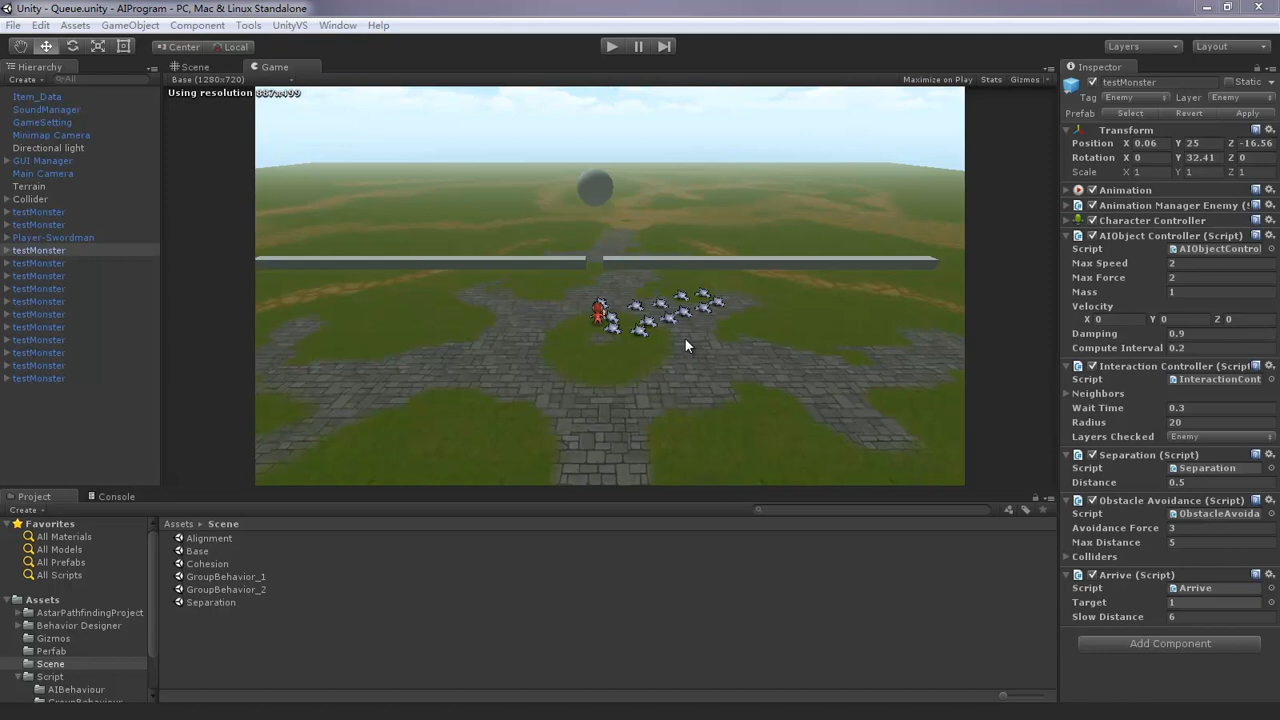 Unity - Queue.unity - AIProgram - PC, Mac & Linux Standalone
File Edit Assets GameObject Component Tools UnityVS Window Help
Center Local Layers Layout
Hierarchy
Create All
Item_Data
SoundManager
GameSetting
Minimap Camera
Directional light
GUI Manager
Main Camera
Terrain
Collider
testMonster
testMonster
Player-Swordman
testMonster
testMonster
testMonster
testMonster
testMonster
testMonster
testMonster
testMonster
testMonster
testMonster
testMonster
Scene Game
Base (1280x720) Maximize on Play Stats Gizmos
Using resolution 887x499
Inspector
testMonster Static
Tag Enemy Layer Enemy
Prefab Select Revert Apply
Transform
Position X 0.06 Y 25 Z -16.56
Rotation X 0 Y 32.41 Z 0
Scale X 1 Y 1 Z 1
Animation
Animation Manager Enemy (S
Character Controller
AIObject Controller (Script)
Script AIObjectContro
Max Speed 2
Max Force 2
Mass 1
Velocity
X 0 Y 0 Z 0
Damping 0.9
Compute Interval 0.2
Interaction Controller (Script
Script InteractionCont
Neighbors
Wait Time 0.3
Radius 20
Layers Checked Enemy
Separation (Script)
Script Separation
Distance 0.5
Obstacle Avoidance (Script)
Script ObstacleAvoida
Avoidance Force 3
Max Distance 5
Colliders
Arrive (Script)
Script Arrive
Target 1
Slow Distance 6
Add Component
Project Console
Create
Favorites
All Materials
All Models
All Prefabs
All Scripts
Assets
AstarPathfindingProject
Behavior Designer
Gizmos
Perfab
Scene
Script
AIBehaviour
GroupBehaviour
Assets Scene
Alignment
Base
Cohesion
GroupBehavior_1
GroupBehavior_2
Separation